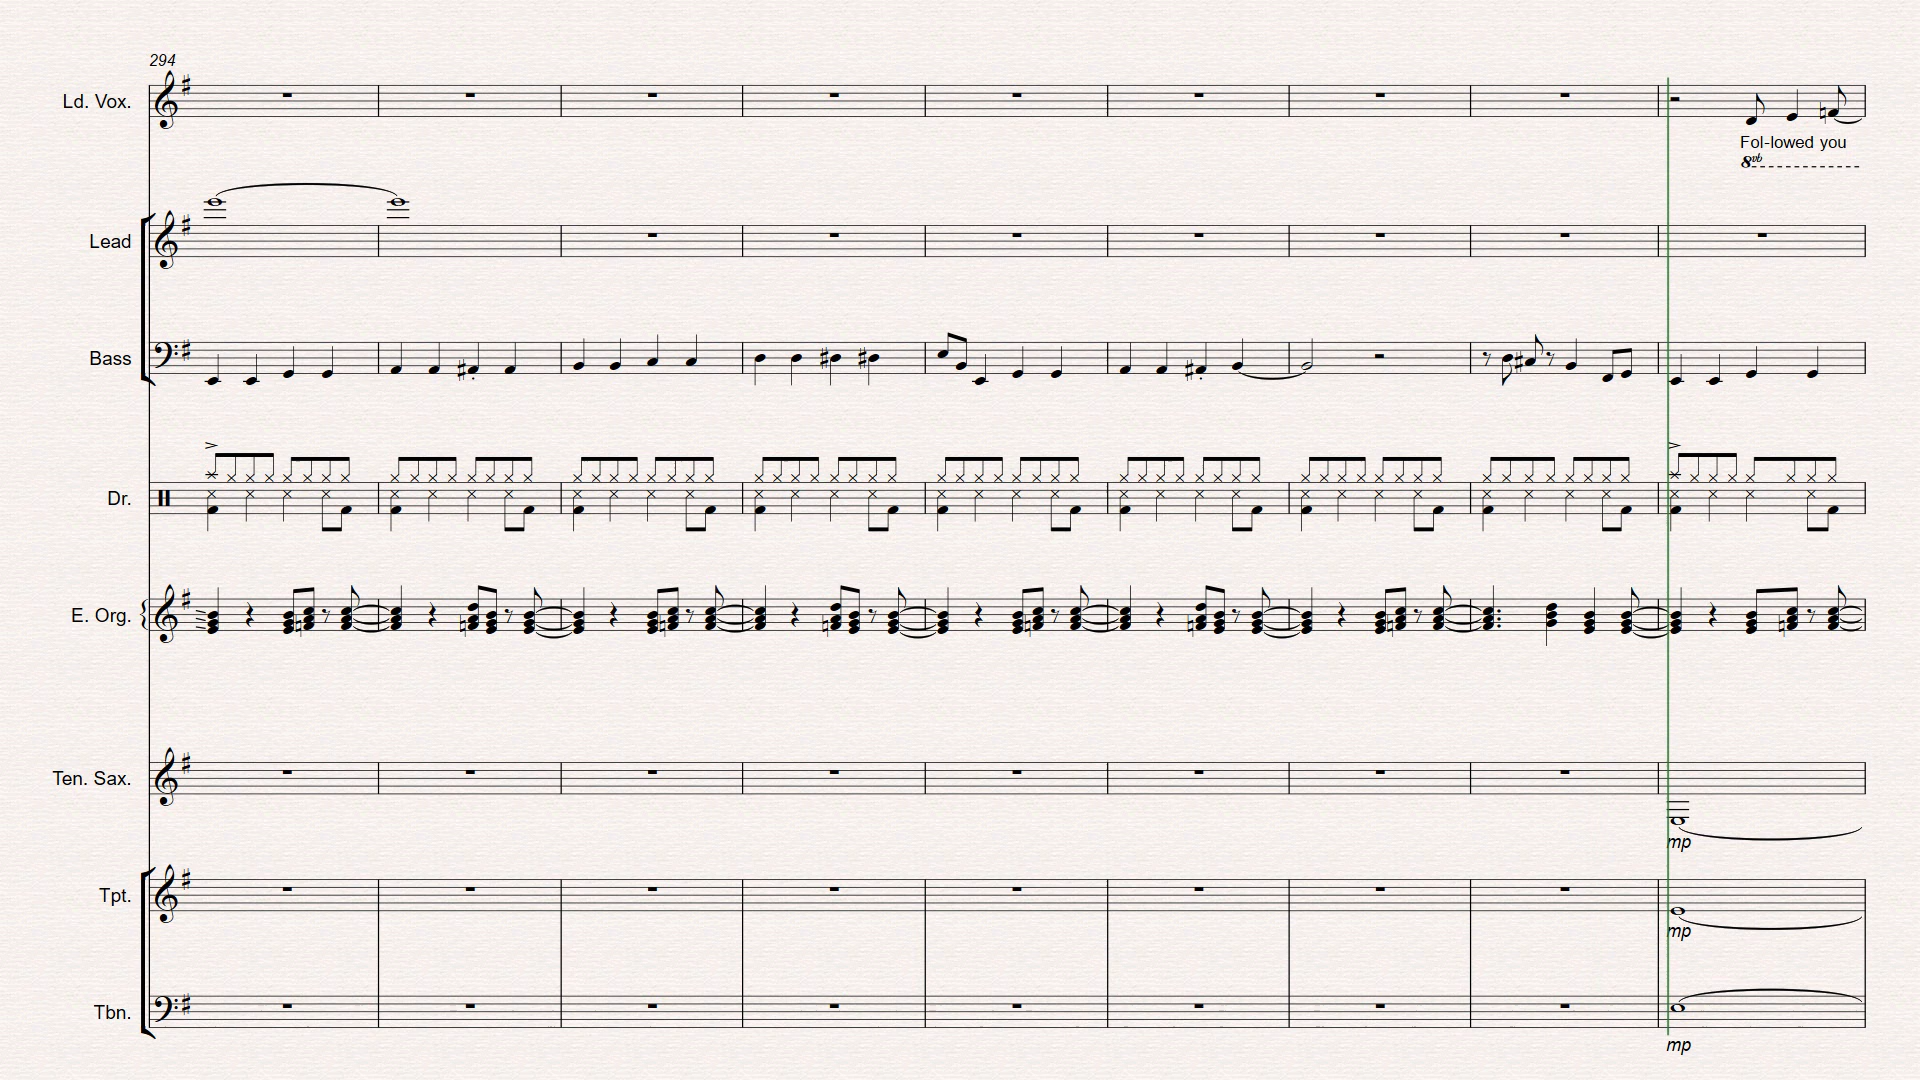 294
Ld. Vox.
Fol-lowed you
8vb
Lead
Bass
Dr.
E. Org.
Ten. Sax.
mp
Tpt.
mp
Tbn.
mp